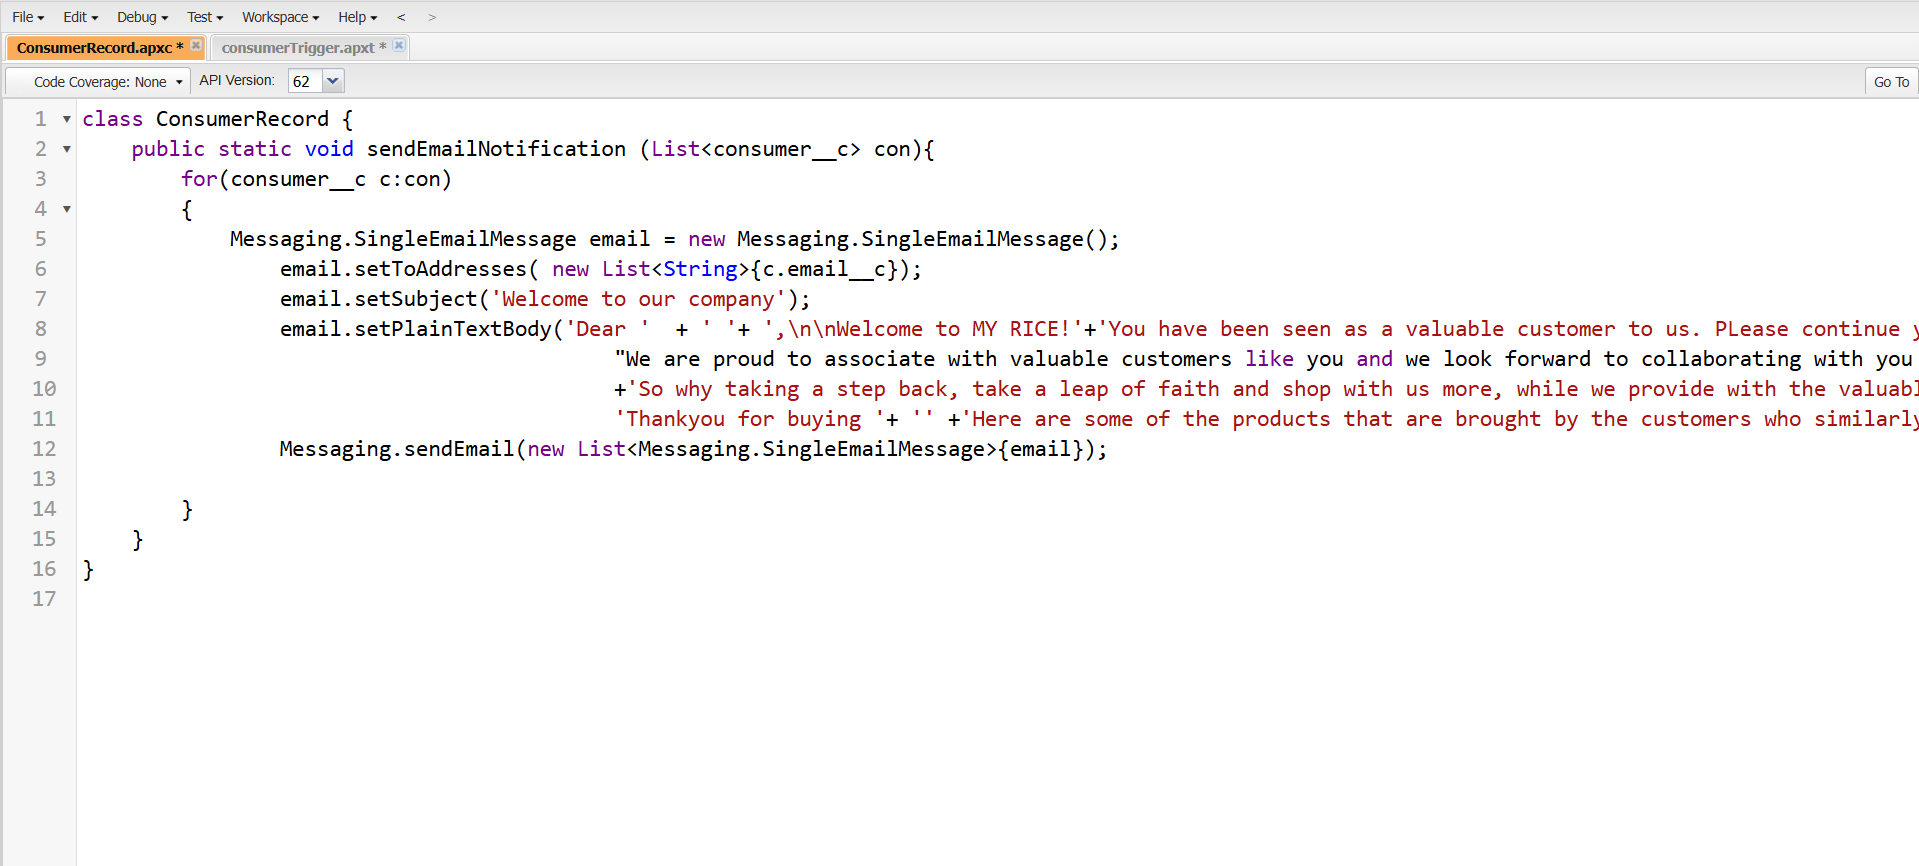 File Edit Debug Test Workspace Help < >
ConsumerRecord.apxc * consumerTrigger.apxt *
Code Coverage: None API Version: 62 Go To
1 class ConsumerRecord {
2 public static void sendEmailNotification (List<consumer__c> con){
3 for(consumer__c c:con)
4 {
5 Messaging.SingleEmailMessage email = new Messaging.SingleEmailMessage();
6 email.setToAddresses( new List<String>{c.email__c});
7 email.setSubject('Welcome to our company');
8 email.setPlainTextBody('Dear '  + ' '+ ',\n\nWelcome to MY RICE!'+'You have been seen as a valuable customer to us. PLease continue
9 "We are proud to associate with valuable customers like you and we look forward to collaborating with you
10 +'So why taking a step back, take a leap of faith and shop with us more, while we provide with the valuabl
11 'Thankyou for buying '+ '' +'Here are some of the products that are brought by the customers who similarly
12 Messaging.sendEmail(new List<Messaging.SingleEmailMessage>{email});
13
14 }
15 }
16 }
17